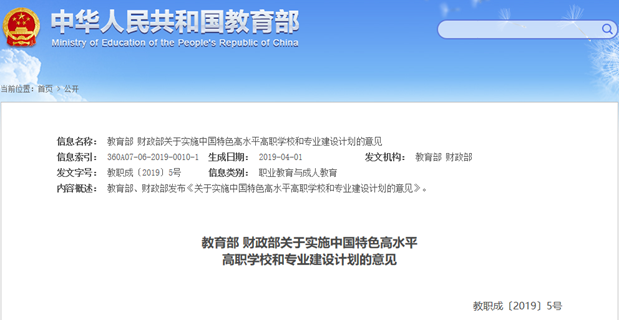 中华人民共和国教育部
Ministry of Education of the People's Republic of China
当前位置：首页 > 公开
信息名称： 教育部 财政部关于实施中国特色高水平高职学校和专业建设计划的意见
信息索引： 360A07-06-2019-0010-1 生成日期： 2019-04-01 发文机构： 教育部 财政部
发文字号： 教职成〔2019〕5号 信息类别： 职业教育与成人教育
内容概述： 教育部、财政部发布《关于实施中国特色高水平高职学校和专业建设计划的意见》。
教育部 财政部关于实施中国特色高水平
高职学校和专业建设计划的意见
教职成〔2019〕5号